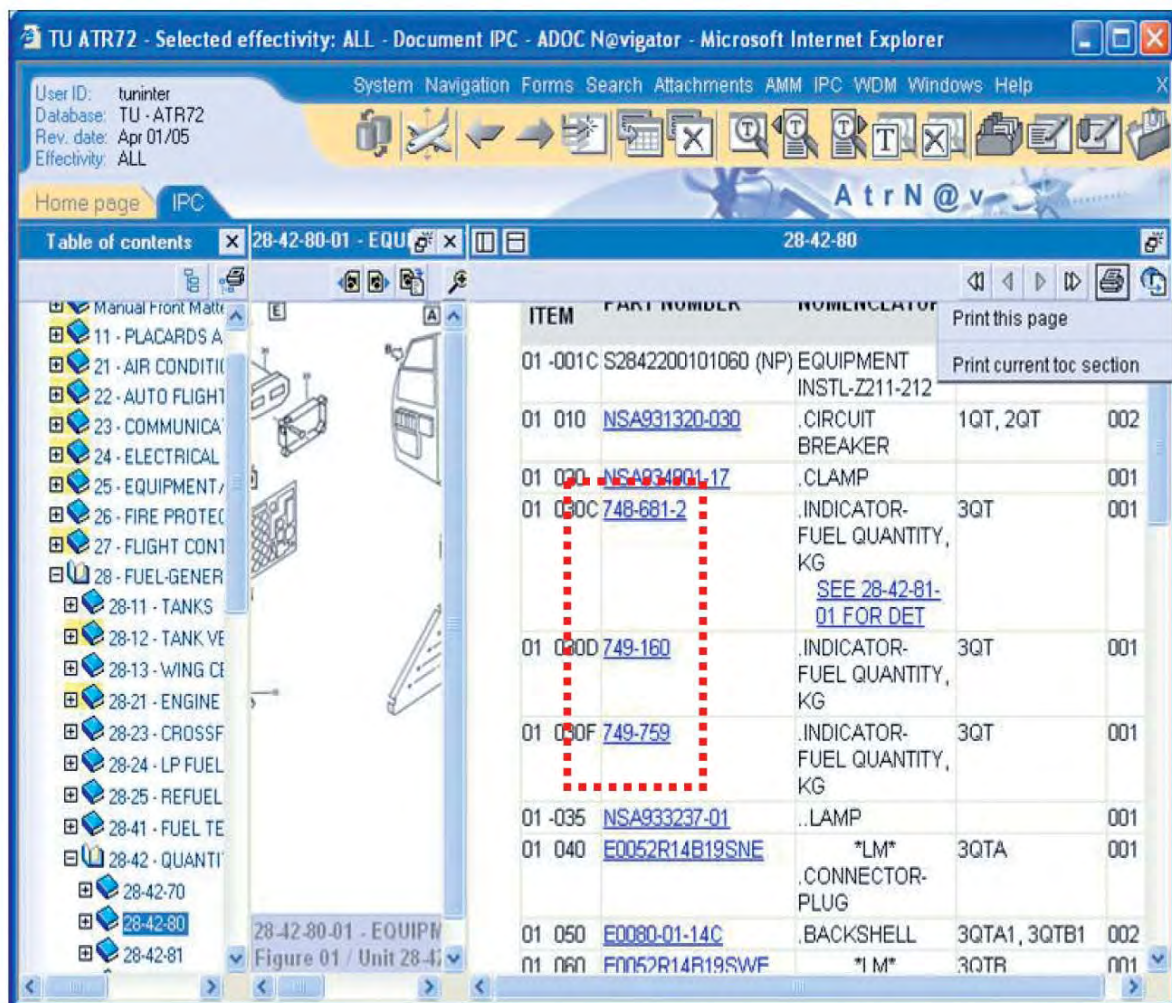 TU ATR72 - Selected effectivity: ALL - Document IPC - ADOC N@vigator - Microsoft Internet Explorer
System Navigation Forms Search Attachments AMM IPC WDM Windows Help X
User ID: tuninter
Database: TU - ATR72
Rev. date: Apr 01/05
Effectivity: ALL
Home page IPC
AtrN@v
Table of contents
28-42-80-01 - EQUI
28-42-80
Print this page
Print current toc section
Manual Front Matte
11 - PLACARDS A
21 - AIR CONDITI
22 - AUTO FLIGHT
23 - COMMUNICA
24 - ELECTRICAL
25 - EQUIPMENT/
26 - FIRE PROTEC
27 - FLIGHT CONT
28 - FUEL-GENER
28-11 - TANKS
28-12 - TANK VE
28-13 - WING CE
28-21 - ENGINE
28-23 - CROSSF
28-24 - LP FUEL
28-25 - REFUEL
28-41 - FUEL TE
28-42 - QUANTI
28-42-70
28-42-80
28-42-81
E A
28-42-80-01 - EQUIPM
Figure 01 / Unit 28-42
ITEM PART NUMBER NOMENCLATUR
01 -001C S2842200101060 (NP) EQUIPMENT
INSTL-Z211-212
01 010 NSA931320-030 .CIRCUIT 1QT, 2QT 002
BREAKER
01 020 NSA934901-17 .CLAMP 001
01 030C 748-681-2 .INDICATOR- 3QT 001
FUEL QUANTITY,
KG
SEE 28-42-81-
01 FOR DET
01 030D 749-160 .INDICATOR- 3QT 001
FUEL QUANTITY,
KG
01 030F 749-759 .INDICATOR- 3QT 001
FUEL QUANTITY,
KG
01 -035 NSA933237-01 ..LAMP 001
01 040 E0052R14B19SNE *LM* 3QTA 001
.CONNECTOR-
PLUG
01 050 E0080-01-14C .BACKSHELL 3QTA1, 3QTB1 002
01 060 E0052R14B19SWE *LM* 3QTB 001